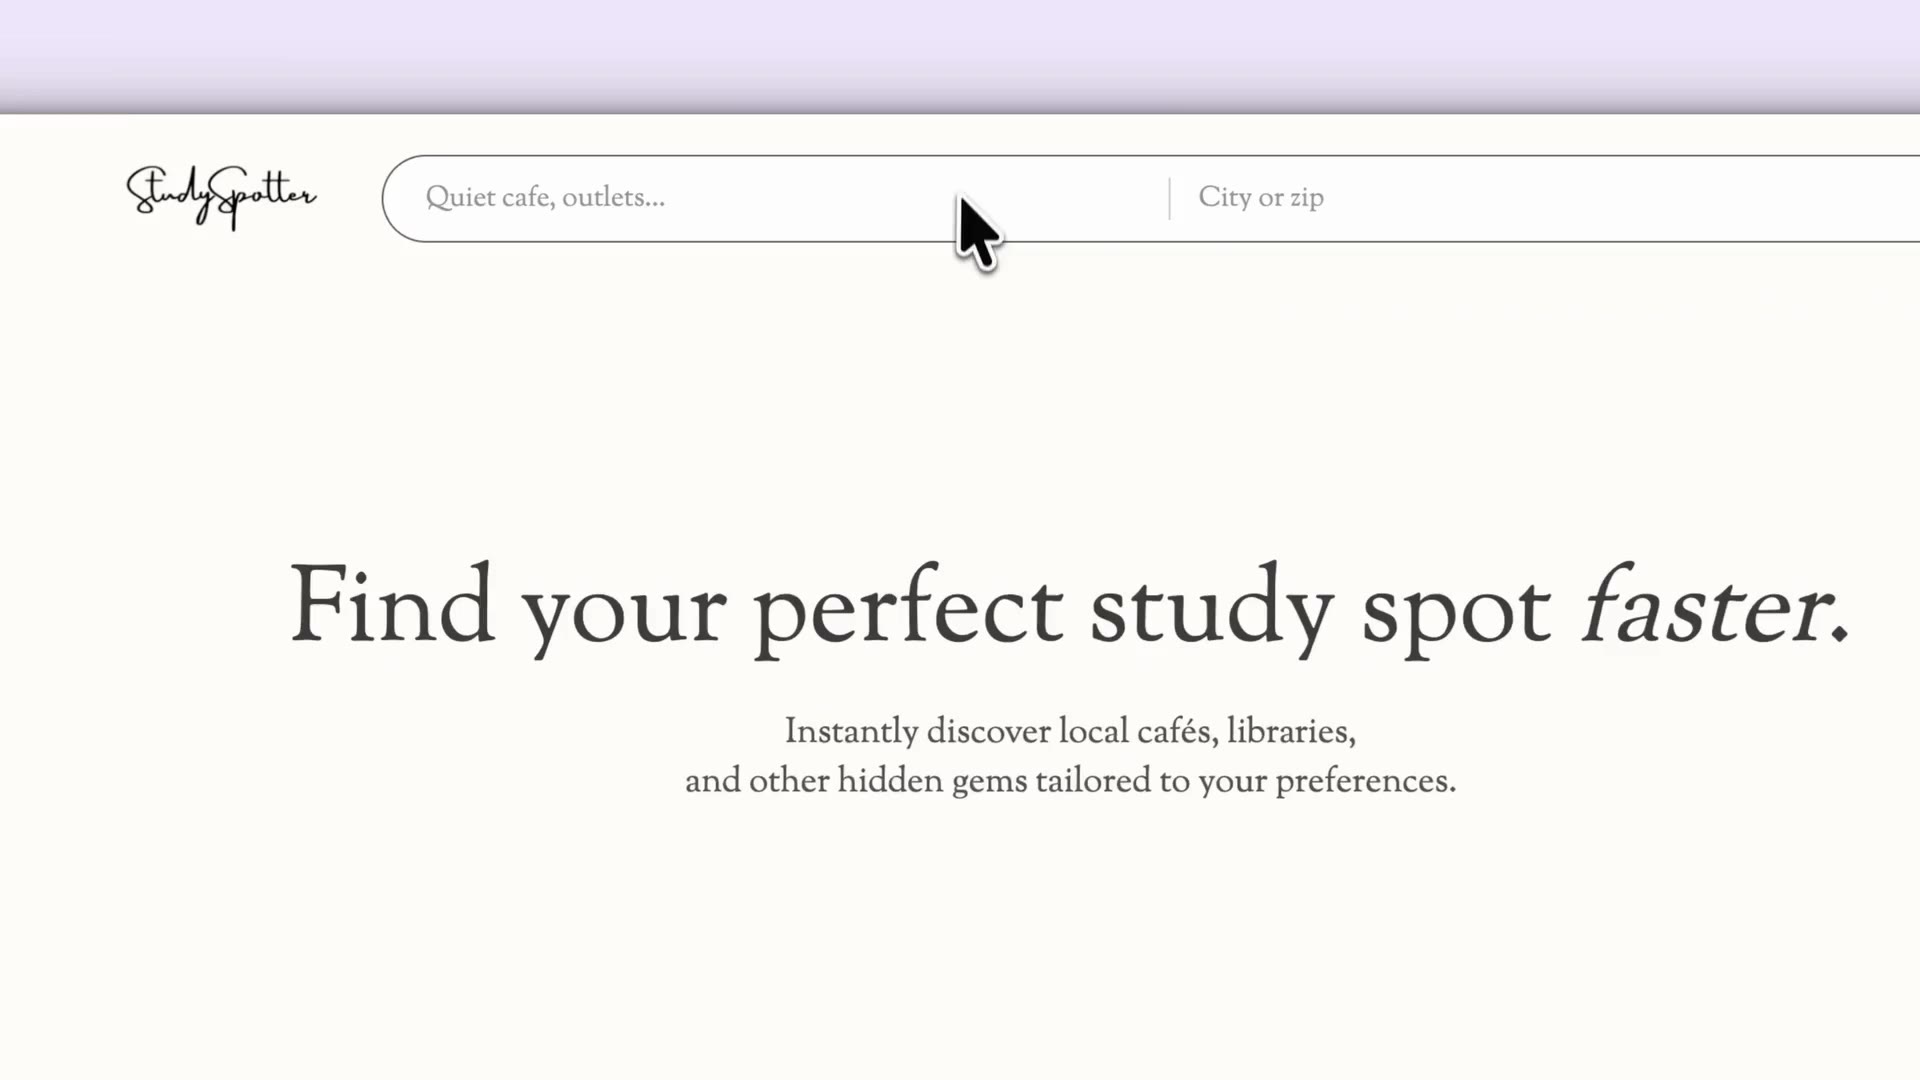 StudySpotter
Quiet cafe, outlets...
City or zip
Find your perfect study spot faster.
Instantly discover local cafés, libraries,
and other hidden gems tailored to your preferences.